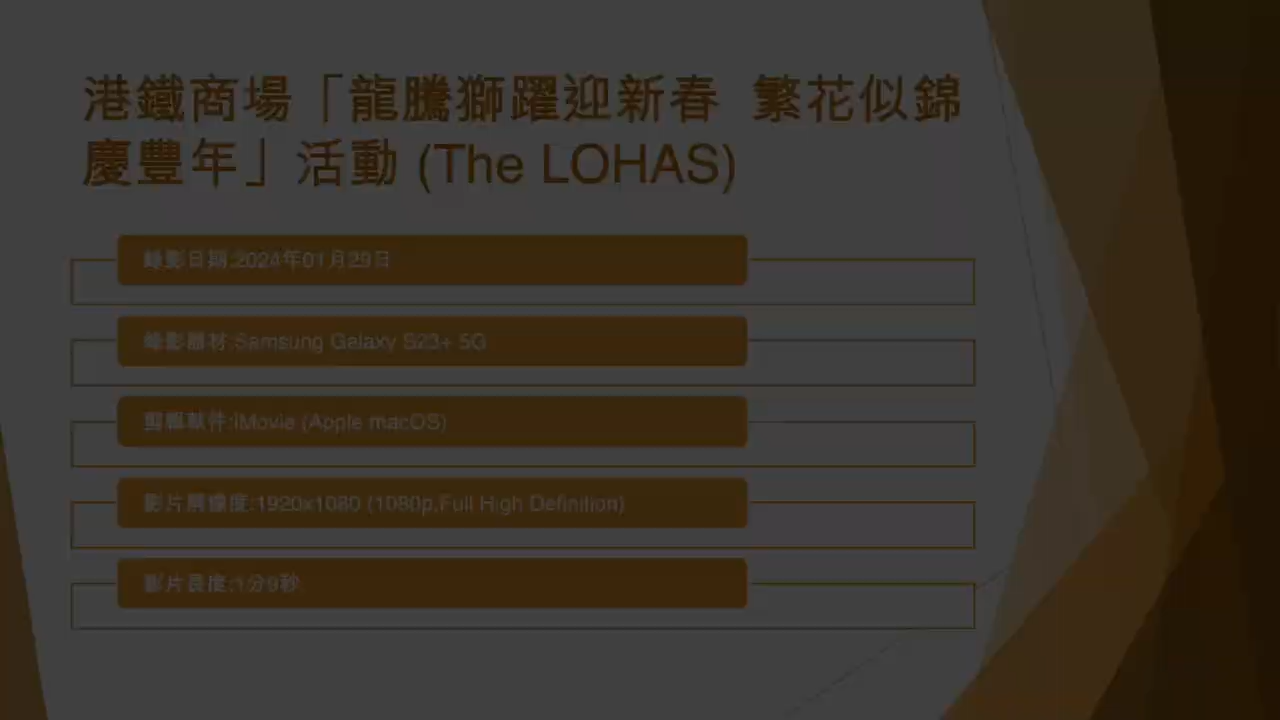 港鐵商場「龍騰獅躍迎新春 繁花似錦
慶豐年」活動 (The LOHAS)
錄影日期:2024年01月29日
錄影器材:Samsung Galaxy S23+ 5G
剪輯軟件:iMovie (Apple macOS)
影片解像度:1920x1080 (1080p,Full High Definition)
影片長度:1分9秒